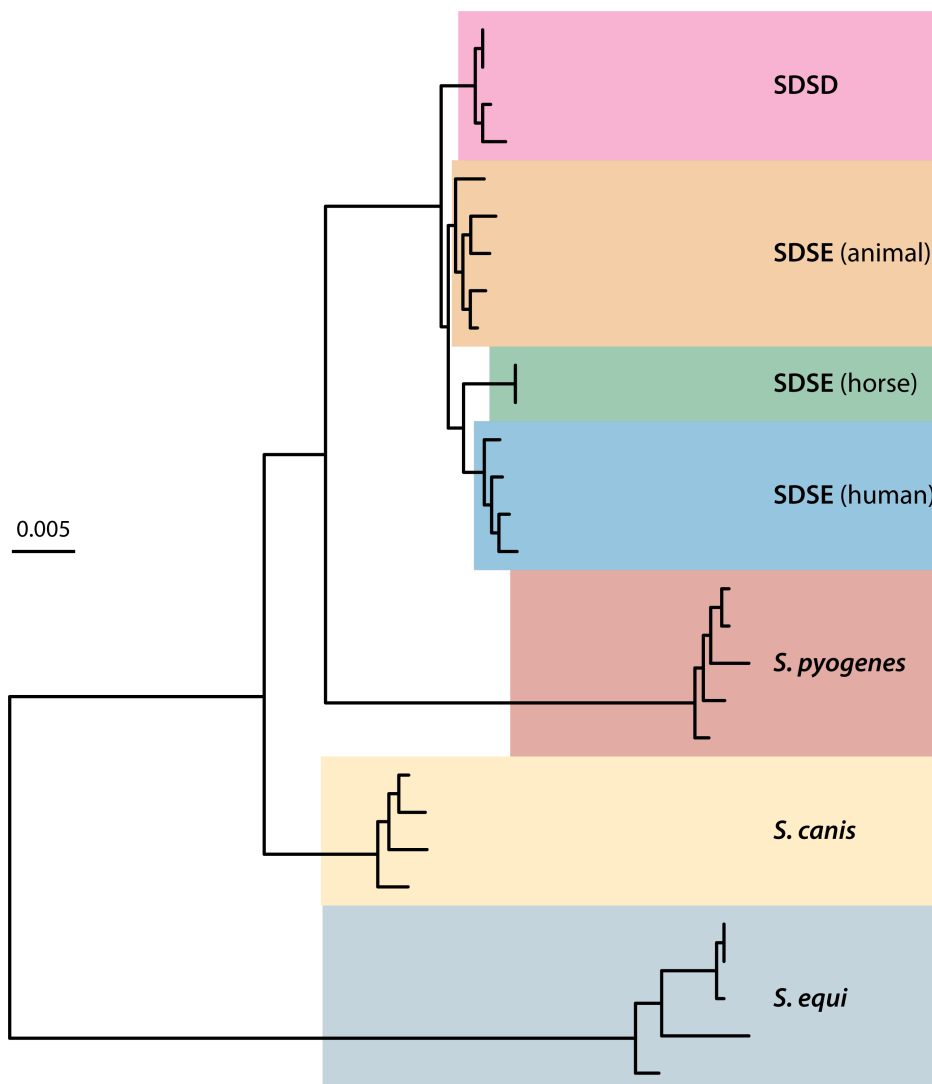 SDSD
SDSE (animal)
SDSE (horse)
SDSE (human)
0.005
S. pyogenes
S. canis
S. equi